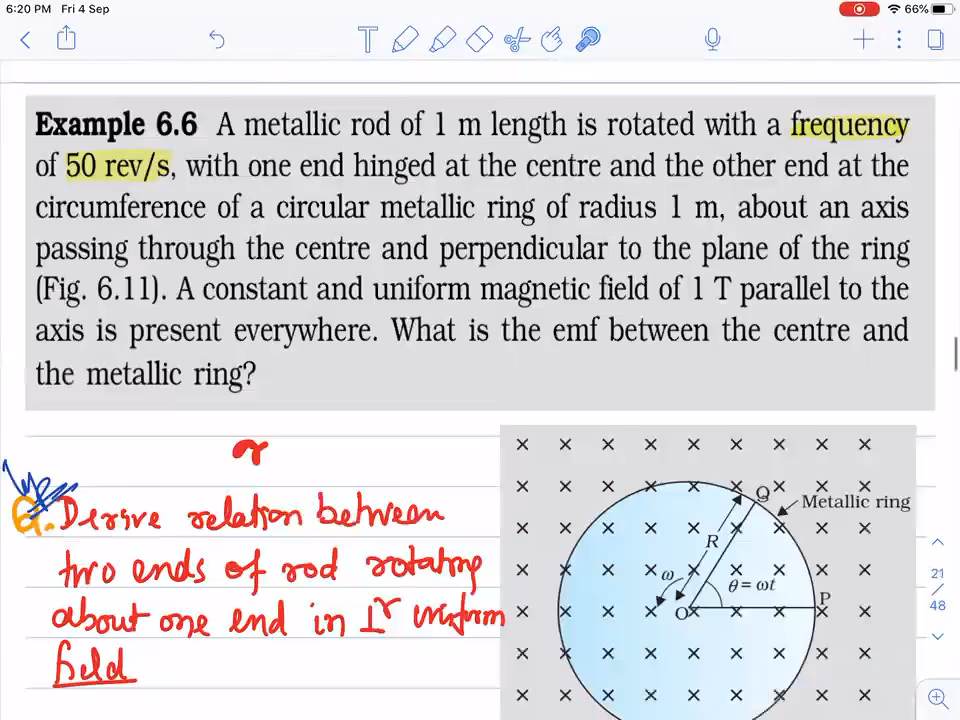 6:20 PM Fri 4 Sep
66%
Example 6.6 A metallic rod of 1 m length is rotated with a frequency
of 50 rev/s, with one end hinged at the centre and the other end at the
circumference of a circular metallic ring of radius 1 m, about an axis
passing through the centre and perpendicular to the plane of the ring
(Fig. 6.11). A constant and uniform magnetic field of 1 T parallel to the
axis is present everywhere. What is the emf between the centre and
the metallic ring?
Q. Derive relation between
two ends of rod rotating
about one end in ⊥r uniform
field
Q
Metallic ring
R
ω
θ = ωt
O
P
21
/
48